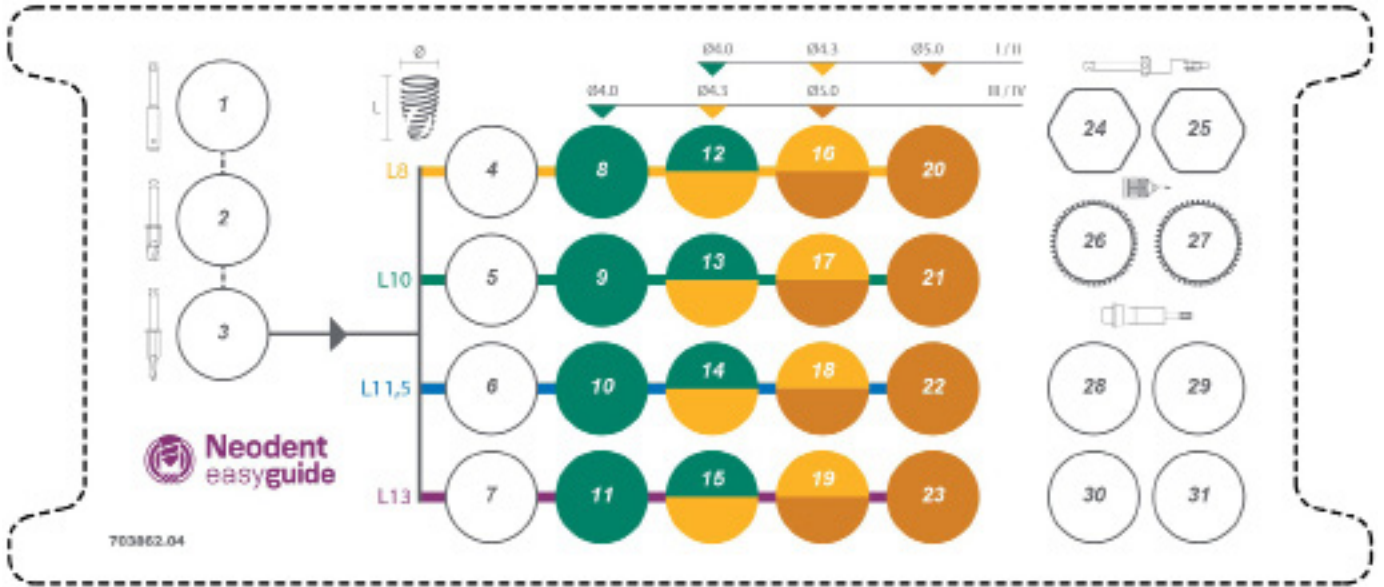 Ø
L
Ø4.0 Ø4.3 Ø5.0 I / II
Ø4.0 Ø4.3 Ø5.0 III / IV
1
2
3
L8 4 8 12 16 20
L10 5 9 13 17 21
L11,5 6 10 14 18 22
L13 7 11 15 19 23
24 25
26 27
28 29
30 31
Neodent
easyguide
703862.04